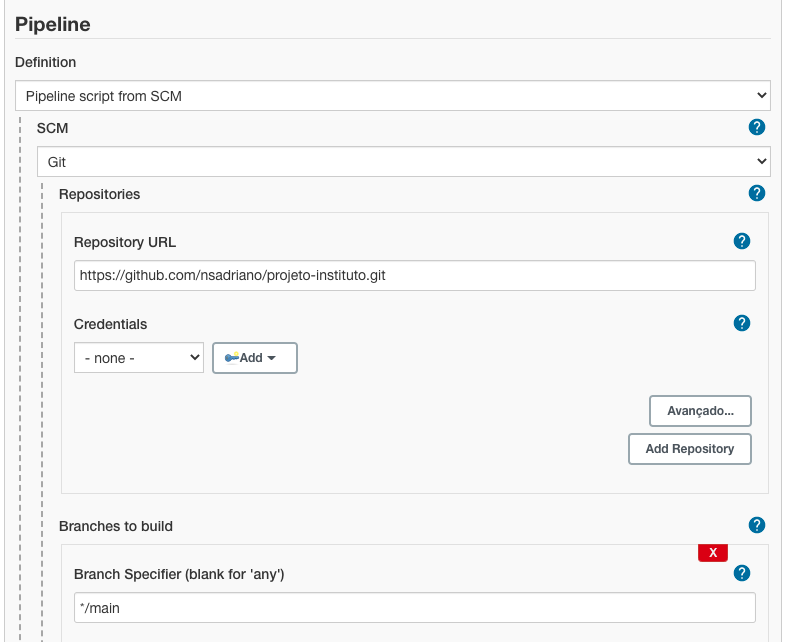 Pipeline
Definition
Pipeline script from SCM
SCM
?
Git
Repositories
?
Repository URL
?
https://github.com/nsadriano/projeto-instituto.git
Credentials
?
- none -
Add
Avançado...
Add Repository
Branches to build
?
X
Branch Specifier (blank for 'any')
?
*/main